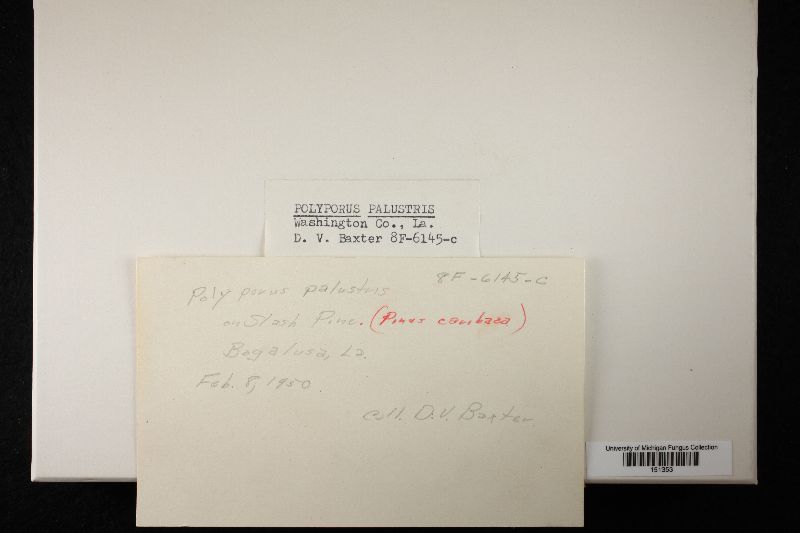 POLYPORUS PALUSTRIS
Washington Co., La.
D. V. Baxter 8F-6145-c
8F-6145-C
Polyporus palustris
on Slash Pine. (Pinus caribaea)
Bogalusa, La.
Feb. 8, 1950.
coll. D.V. Baxter
University of Michigan Fungus Collection
151353